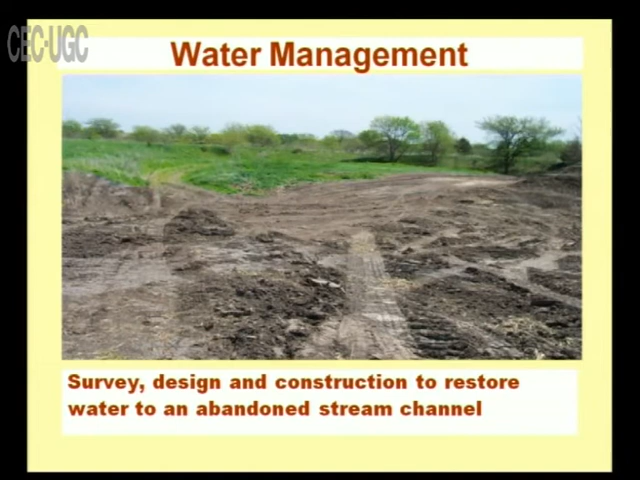 CEC-UGC
Water Management
Survey, design and construction to restore
water to an abandoned stream channel